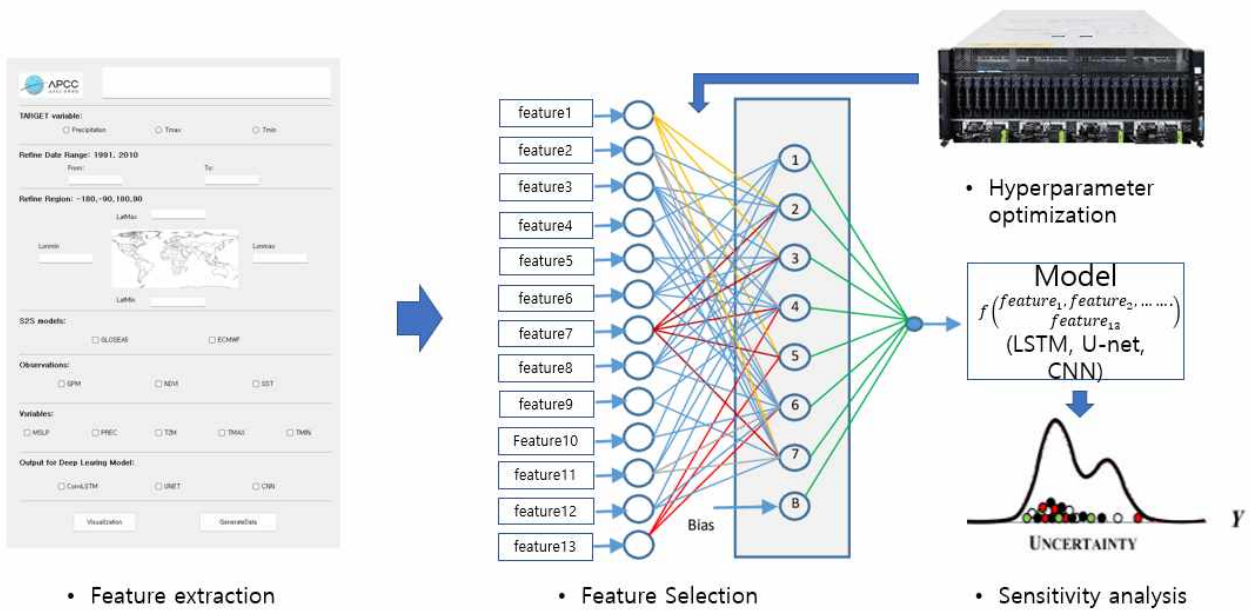 APCC
TARGET variable:
Precipitation
Tmax
Tmin
Refine Date Range: 1991, 2010
From:
To:
Refine Region: -180,-90,180,90
LatMax
Lonmin
Lonmax
LatMin
S2S models:
GLOSEA5
ECMWF
Observations:
GPM
NDVI
SST
Variables:
MSLP
PREC
T2M
TMAX
TMIN
Output for Deep Learing Model:
ConvLSTM
UNET
CNN
Visualization
GenerateData
• Feature extraction
feature1
feature2
feature3
feature4
feature5
feature6
feature7
feature8
feature9
Feature10
feature11
feature12
feature13
1
2
3
4
5
6
7
B
Bias
• Feature Selection
• Hyperparameter
optimization
Model
f(feature₁, feature₂, … ….
feature₁₃)
(LSTM, U-net,
CNN)
Y
UNCERTAINTY
• Sensitivity analysis